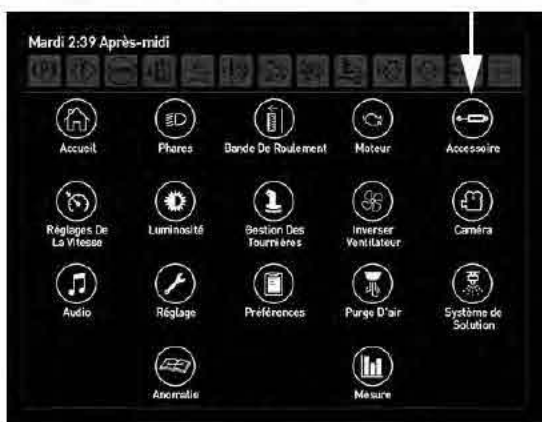 Mardi 2:39 Après-midi
Accueil
Phares
Bande De Roulement
Moteur
Accessoire
Réglages De
La Vitesse
Luminosité
Gestion Des
Tournières
Inverser
Ventilateur
Caméra
Audio
Réglage
Préférences
Purge D'air
Système de
Solution
Anomalie
Mesure